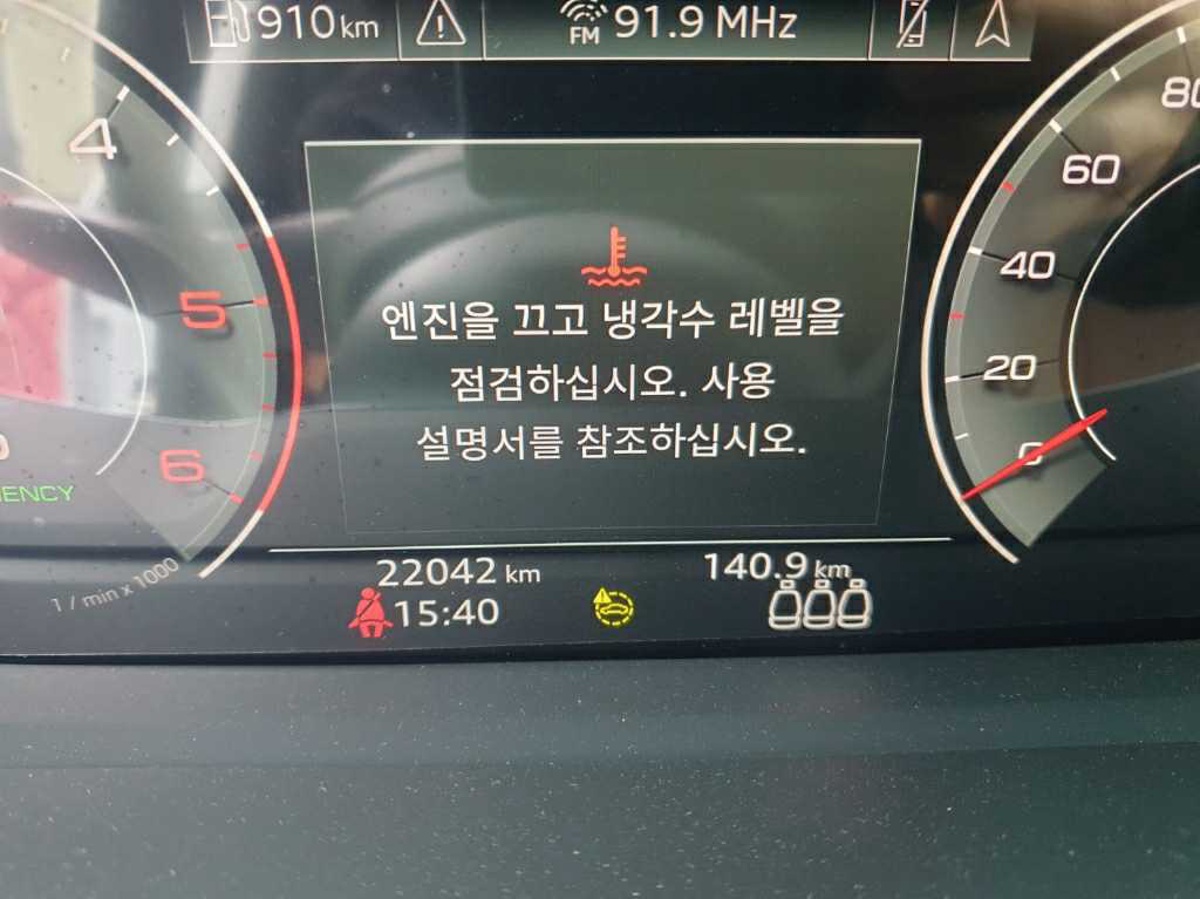 910 km
FM 91.9 MHz
4
5
6
1 / min x 1000
엔진을 끄고 냉각수 레벨을
점검하십시오. 사용
설명서를 참조하십시오.
80
60
40
20
0
22042 km
140.9 km
15:40